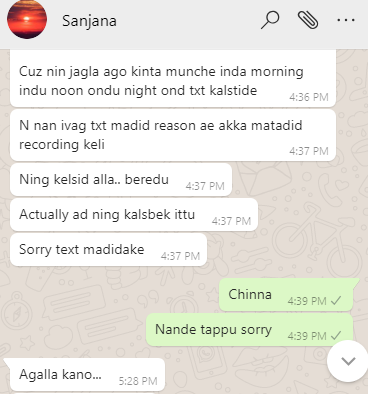 Sanjana
Cuz nin jagla ago kinta munche inda morning
indu noon ondu night ond txt kalstide
4:36 PM
N nan ivag txt madid reason ae akka matadid
recording keli
4:37 PM
Ning kelsid alla.. beredu
4:37 PM
Actually ad ning kalsbek ittu
4:37 PM
Sorry text madidake
4:37 PM
Chinna
4:39 PM
Nande tappu sorry
4:39 PM
Agalla kano...
5:28 PM